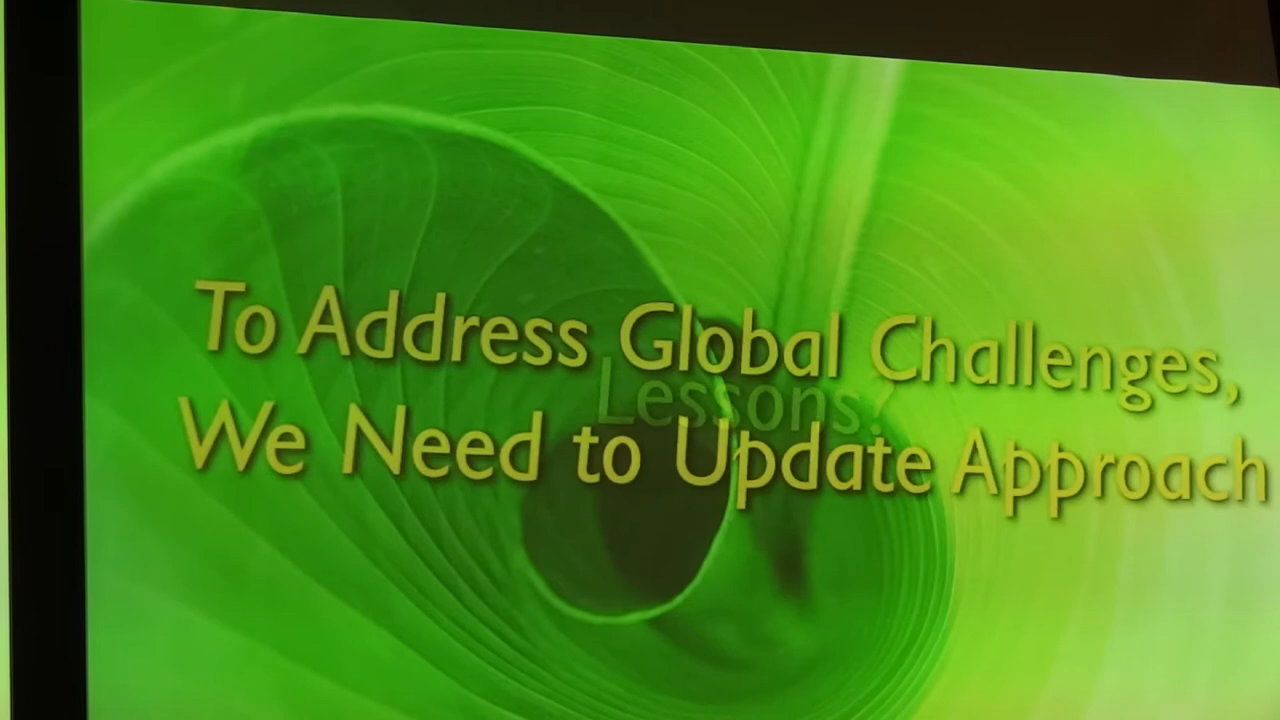 To Address Global Challenges,
Lessons?
We Need to Update Approach